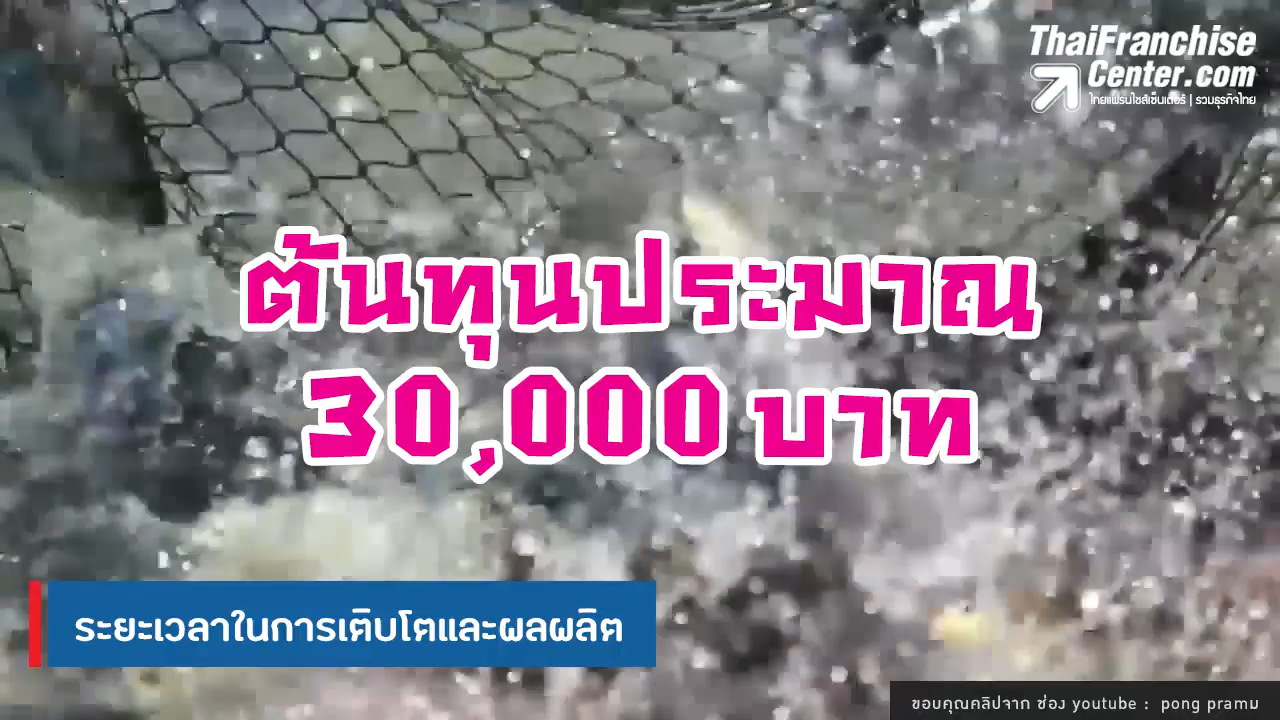 ThaiFranchise
Center.com
ไทยแฟรนไชส์เซ็นเตอร์ | รวมธุรกิจไทย
ต้นทุนประมาณ
30,000 บาท
ระยะเวลาในการเติบโตและผลผลิต
ขอบคุณคลิปจาก ช่อง youtube : pong pramu